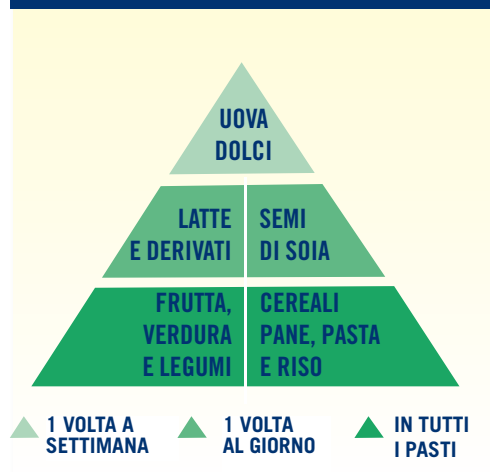 UOVA
DOLCI
LATTE
E DERIVATI
SEMI
DI SOIA
FRUTTA,
VERDURA
E LEGUMI
CEREALI
PANE, PASTA
E RISO
1 VOLTA A
SETTIMANA
1 VOLTA
AL GIORNO
IN TUTTI
I PASTI